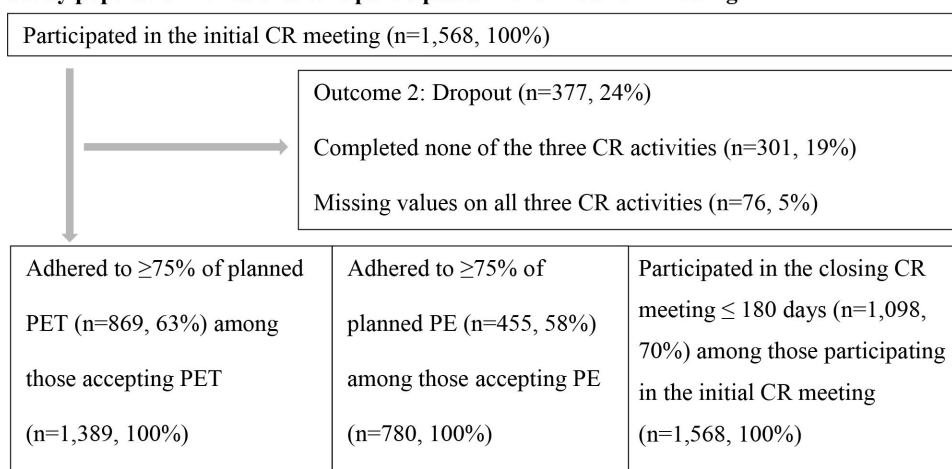 Participated in the initial CR meeting (n=1,568, 100%)
Outcome 2: Dropout (n=377, 24%)
Completed none of the three CR activities (n=301, 19%)
Missing values on all three CR activities (n=76, 5%)
Adhered to ≥75% of planned
PET (n=869, 63%) among
those accepting PET
(n=1,389, 100%)
Adhered to ≥75% of
planned PE (n=455, 58%)
among those accepting PE
(n=780, 100%)
Participated in the closing CR
meeting ≤ 180 days (n=1,098,
70%) among those participating
in the initial CR meeting
(n=1,568, 100%)